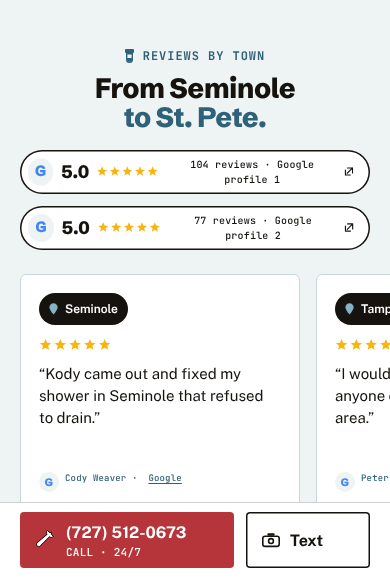 REVIEWS BY TOWN
From Seminole
to St. Pete.
G 5.0 ★★★★★ 104 reviews · Google
profile 1
G 5.0 ★★★★★ 77 reviews · Google
profile 2
Seminole
★★★★★
“Kody came out and fixed my
shower in Seminole that refused
to drain.”
G Cody Weaver · Google
“I would
anyone
area.”
G Peter
(727) 512-0673
CALL · 24/7
Text